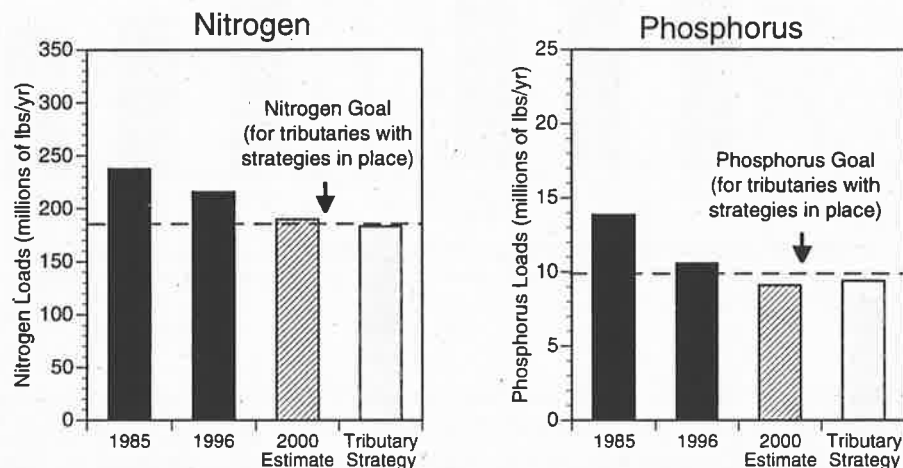 Nitrogen
Nitrogen Loads (millions of lbs/yr)
350
300
250
200
150
100
50
0
Nitrogen Goal
(for tributaries with
strategies in place)
1985
1996
2000
Estimate
Tributary
Strategy
Phosphorus
Phosphorus Loads (millions of lbs/yr)
25
20
15
10
5
0
Phosphorus Goal
(for tributaries with
strategies in place)
1985
1996
2000
Estimate
Tributary
Strategy